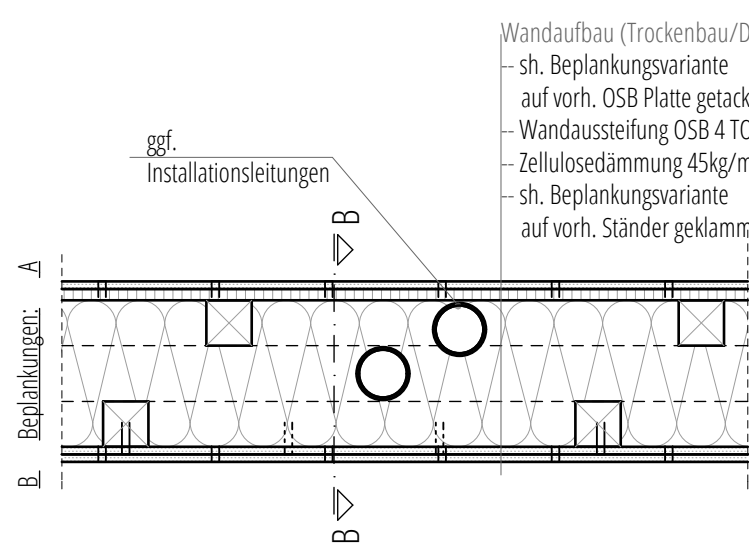 Wandaufbau (Trockenbau/D
-- sh. Beplankungsvariante
auf vorh. OSB Platte getack
-- Wandaussteifung OSB 4 TO
-- Zellulosedämmung 45kg/m
-- sh. Beplankungsvariante
auf vorh. Ständer geklamm
ggf.
Installationsleitungen
B
A
Beplankungen:
B
B